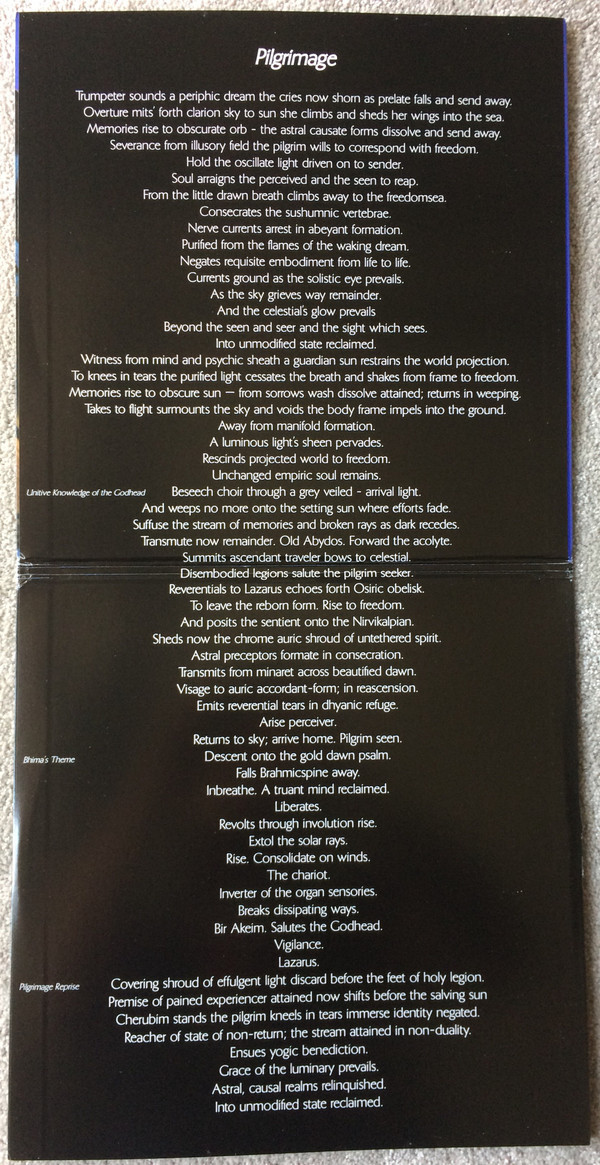 Pilgrimage
Trumpeter sounds a periphic dream the cries now shorn as prelate falls and send away.
Overture mits' forth clarion sky to sun she climbs and sheds her wings into the sea.
Memories rise to obscurate orb - the astral causate forms dissolve and send away.
Severance from illusory field the pilgrim wills to correspond with freedom.
Hold the oscillate light driven on to sender.
Soul arraigns the perceived and the seen to reap.
From the little drawn breath climbs away to the freedomsea.
Consecrates the sushumnic vertebrae.
Nerve currents arrest in abeyant formation.
Purified from the flames of the waking dream.
Negates requisite embodiment from life to life.
Currents ground as the solistic eye prevails.
As the sky grieves way remainder.
And the celestial's glow prevails
Beyond the seen and seer and the sight which sees.
Into unmodified state reclaimed.
Witness from mind and psychic sheath a guardian sun restrains the world projection.
To knees in tears the purified light cessates the breath and shakes from frame to freedom.
Memories rise to obscure sun — from sorrows wash dissolve attained; returns in weeping.
Takes to flight surmounts the sky and voids the body frame impels into the ground.
Away from manifold formation.
A luminous light's sheen pervades.
Rescinds projected world to freedom.
Unchanged empiric soul remains.
Unitive Knowledge of the Godhead Beseech choir through a grey veiled - arrival light.
And weeps no more onto the setting sun where efforts fade.
Suffuse the stream of memories and broken rays as dark recedes.
Transmute now remainder. Old Abydos. Forward the acolyte.
Summits ascendant traveler bows to celestial.
Disembodied legions salute the pilgrim seeker.
Reverentials to Lazarus echoes forth Osiric obelisk.
To leave the reborn form. Rise to freedom.
And posits the sentient onto the Nirvikalpian.
Sheds now the chrome auric shroud of untethered spirit.
Astral preceptors formate in consecration.
Transmits from minaret across beautified dawn.
Visage to auric accordant-form; in reascension.
Emits reverential tears in dhyanic refuge.
Arise perceiver.
Returns to sky; arrive home. Pilgrim seen.
Bhima's Theme Descent onto the gold dawn psalm.
Falls Brahmicspine away.
Inbreathe. A truant mind reclaimed.
Liberates.
Revolts through involution rise.
Extol the solar rays.
Rise. Consolidate on winds.
The chariot.
Inverter of the organ sensories.
Breaks dissipating ways.
Bir Akeim. Salutes the Godhead.
Vigilance.
Lazarus.
Pilgrimage Reprise Covering shroud of effulgent light discard before the feet of holy legion.
Premise of pained experiencer attained now shifts before the salving sun
Cherubim stands the pilgrim kneels in tears immerse identity negated.
Reacher of state of non-return; the stream attained in non-duality.
Ensues yogic benediction.
Grace of the luminary prevails.
Astral, causal realms relinquished.
Into unmodified state reclaimed.